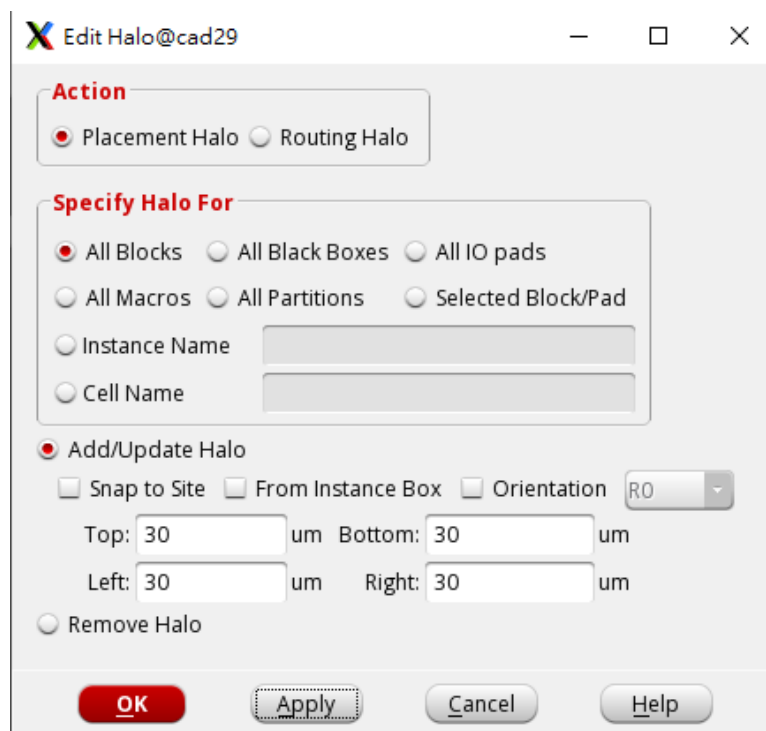 Edit Halo@cad29
Action
Placement Halo Routing Halo
Specify Halo For
All Blocks All Black Boxes All IO pads
All Macros All Partitions Selected Block/Pad
Instance Name
Cell Name
Add/Update Halo
Snap to Site From Instance Box Orientation R0
Top: 30 um Bottom: 30 um
Left: 30 um Right: 30 um
Remove Halo
OK Apply Cancel Help